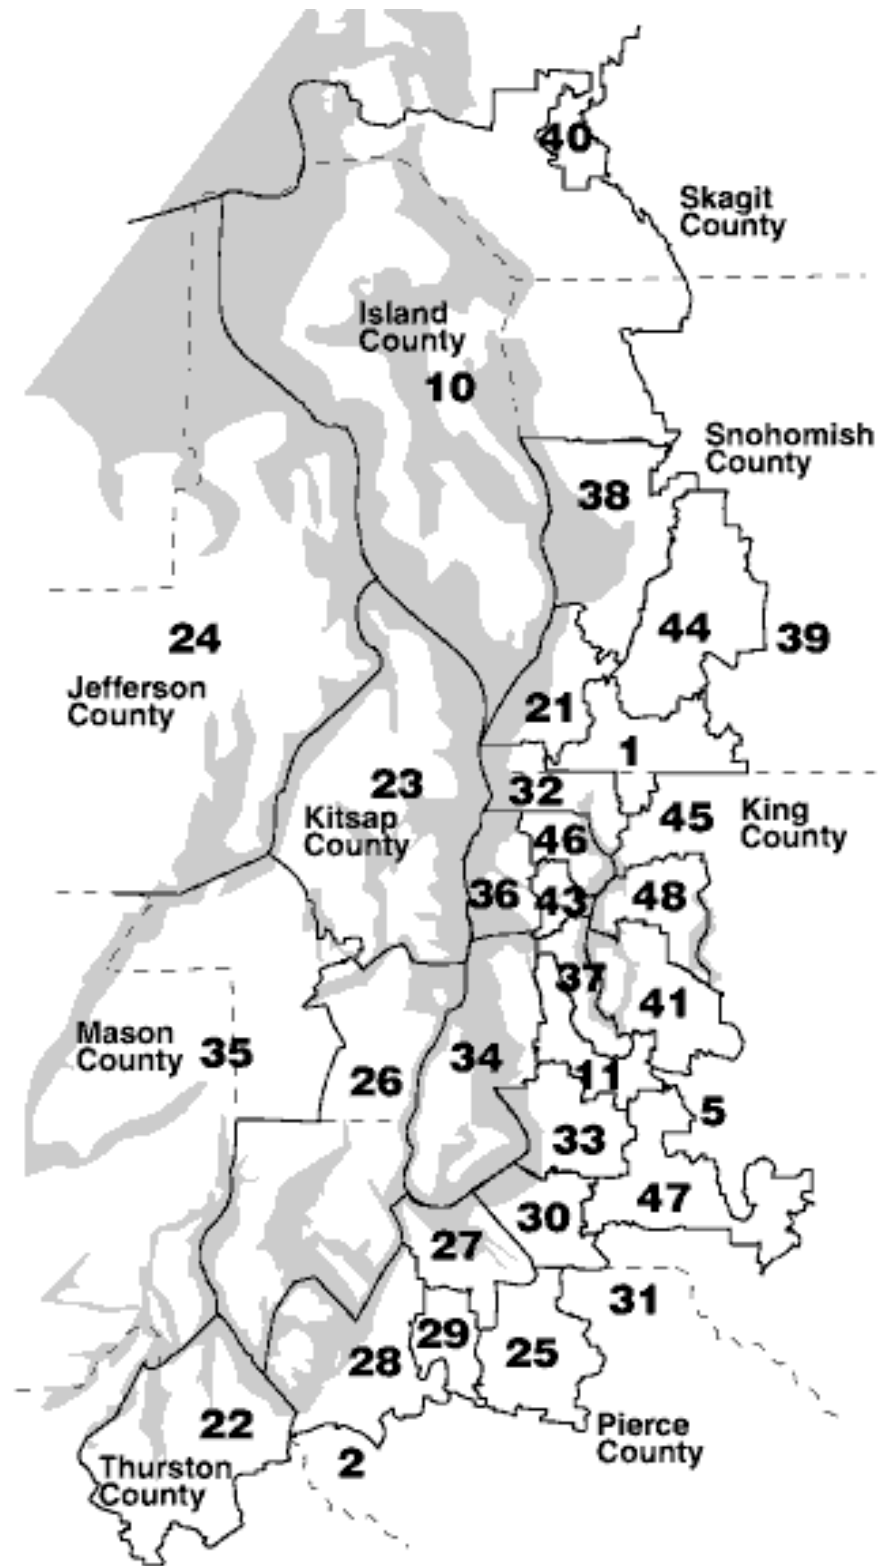 40
Skagit
County
Island
County
10
Snohomish
County
38
24
44
39
Jefferson
County
21
1
23
32
Kitsap
County
45
King
County
46
36
43
48
37
41
Mason
County
35
34
26
11
5
33
47
30
27
31
29
28
25
22
Pierce
County
2
Thurston
County